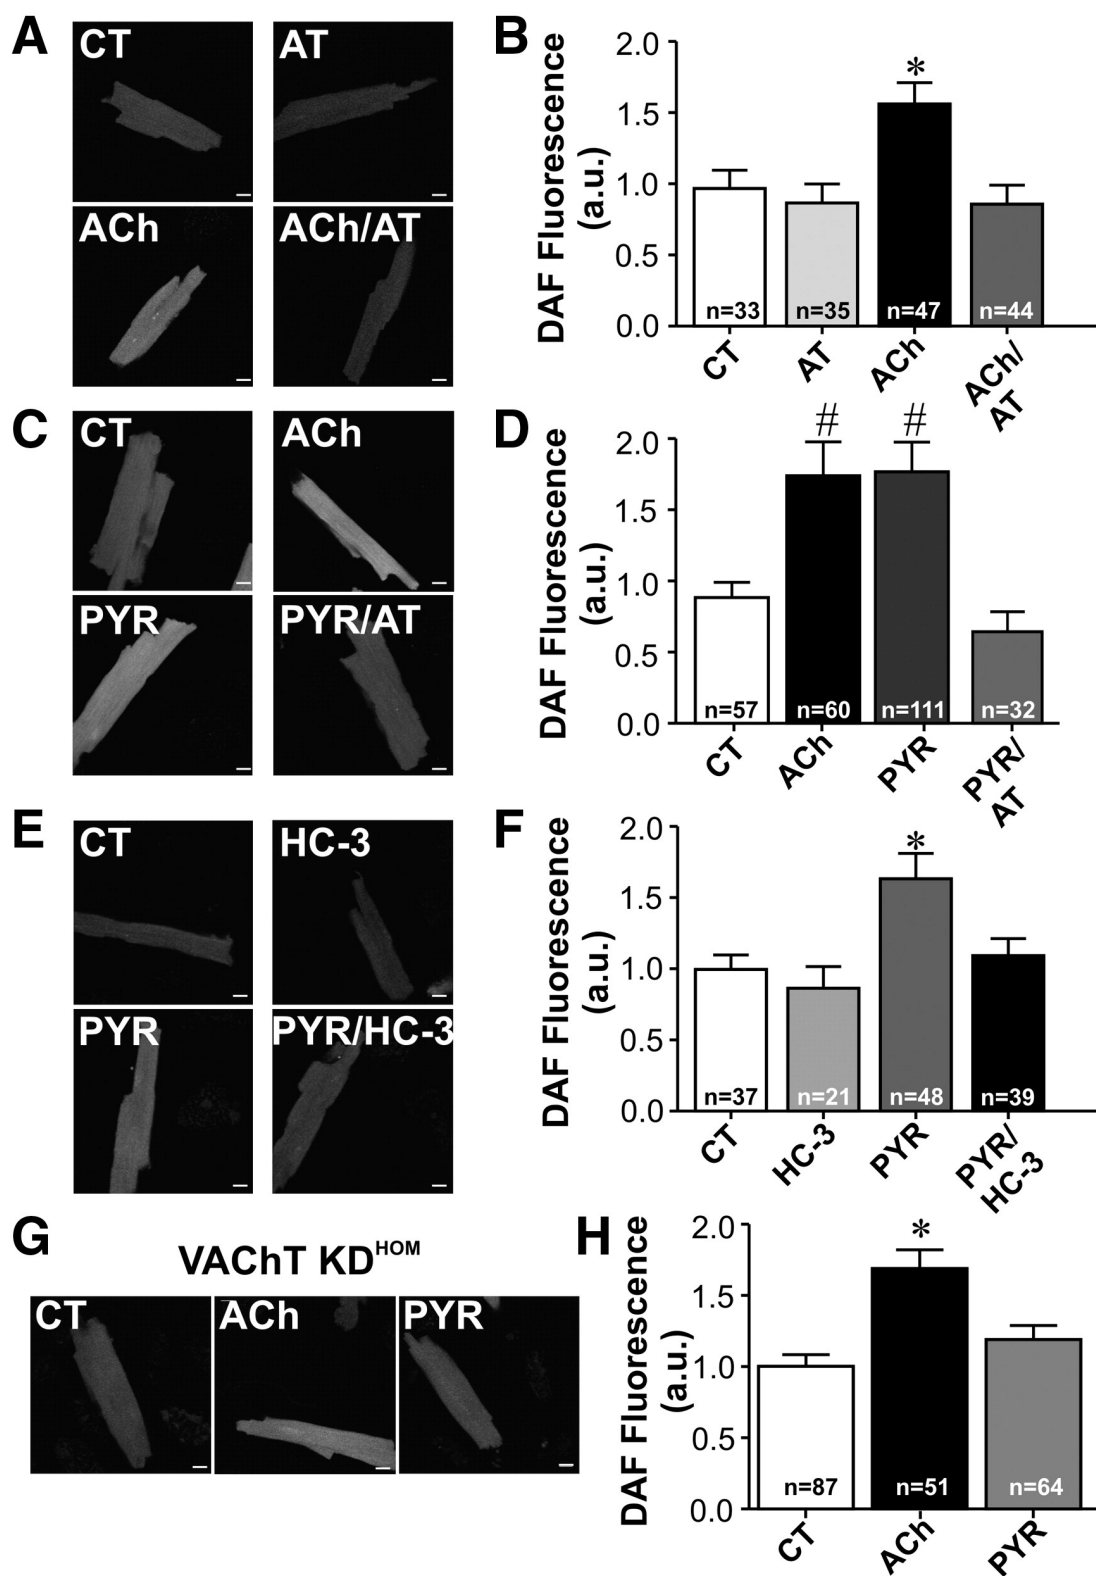 A
CT
AT
ACh
ACh/AT
B
DAF Fluorescence
(a.u.)
2.0
1.5
1.0
0.5
0.0
*
n=33
n=35
n=47
n=44
CT
AT
ACh
ACh/
AT
C
CT
ACh
PYR
PYR/AT
D
DAF Fluorescence
(a.u.)
2.0
1.5
1.0
0.5
0.0
#
#
n=57
n=60
n=111
n=32
CT
ACh
PYR
PYR/
AT
E
CT
HC-3
PYR
PYR/HC-3
F
DAF Fluorescence
(a.u.)
2.0
1.5
1.0
0.5
0.0
*
n=37
n=21
n=48
n=39
CT
HC-3
PYR
PYR/
HC-3
G
VAChT KD^HOM
CT
ACh
PYR
H
DAF Fluorescence
(a.u.)
2.0
1.5
1.0
0.5
0.0
*
n=87
n=51
n=64
CT
ACh
PYR